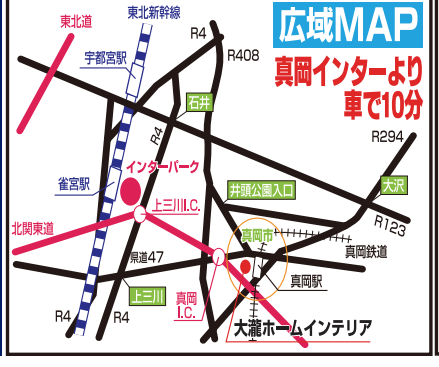 広域MAP
真岡インターより
車で10分
東北道
東北新幹線
R4
R408
宇都宮駅
石井
R4
R294
雀宮駅
インターパーク
井頭公園入口
大沢
上三川I.C.
R123
北関東道
真岡市
真岡鉄道
県道47
真岡駅
上三川
真岡
I.C.
R4
R4
大瀧ホームインテリア